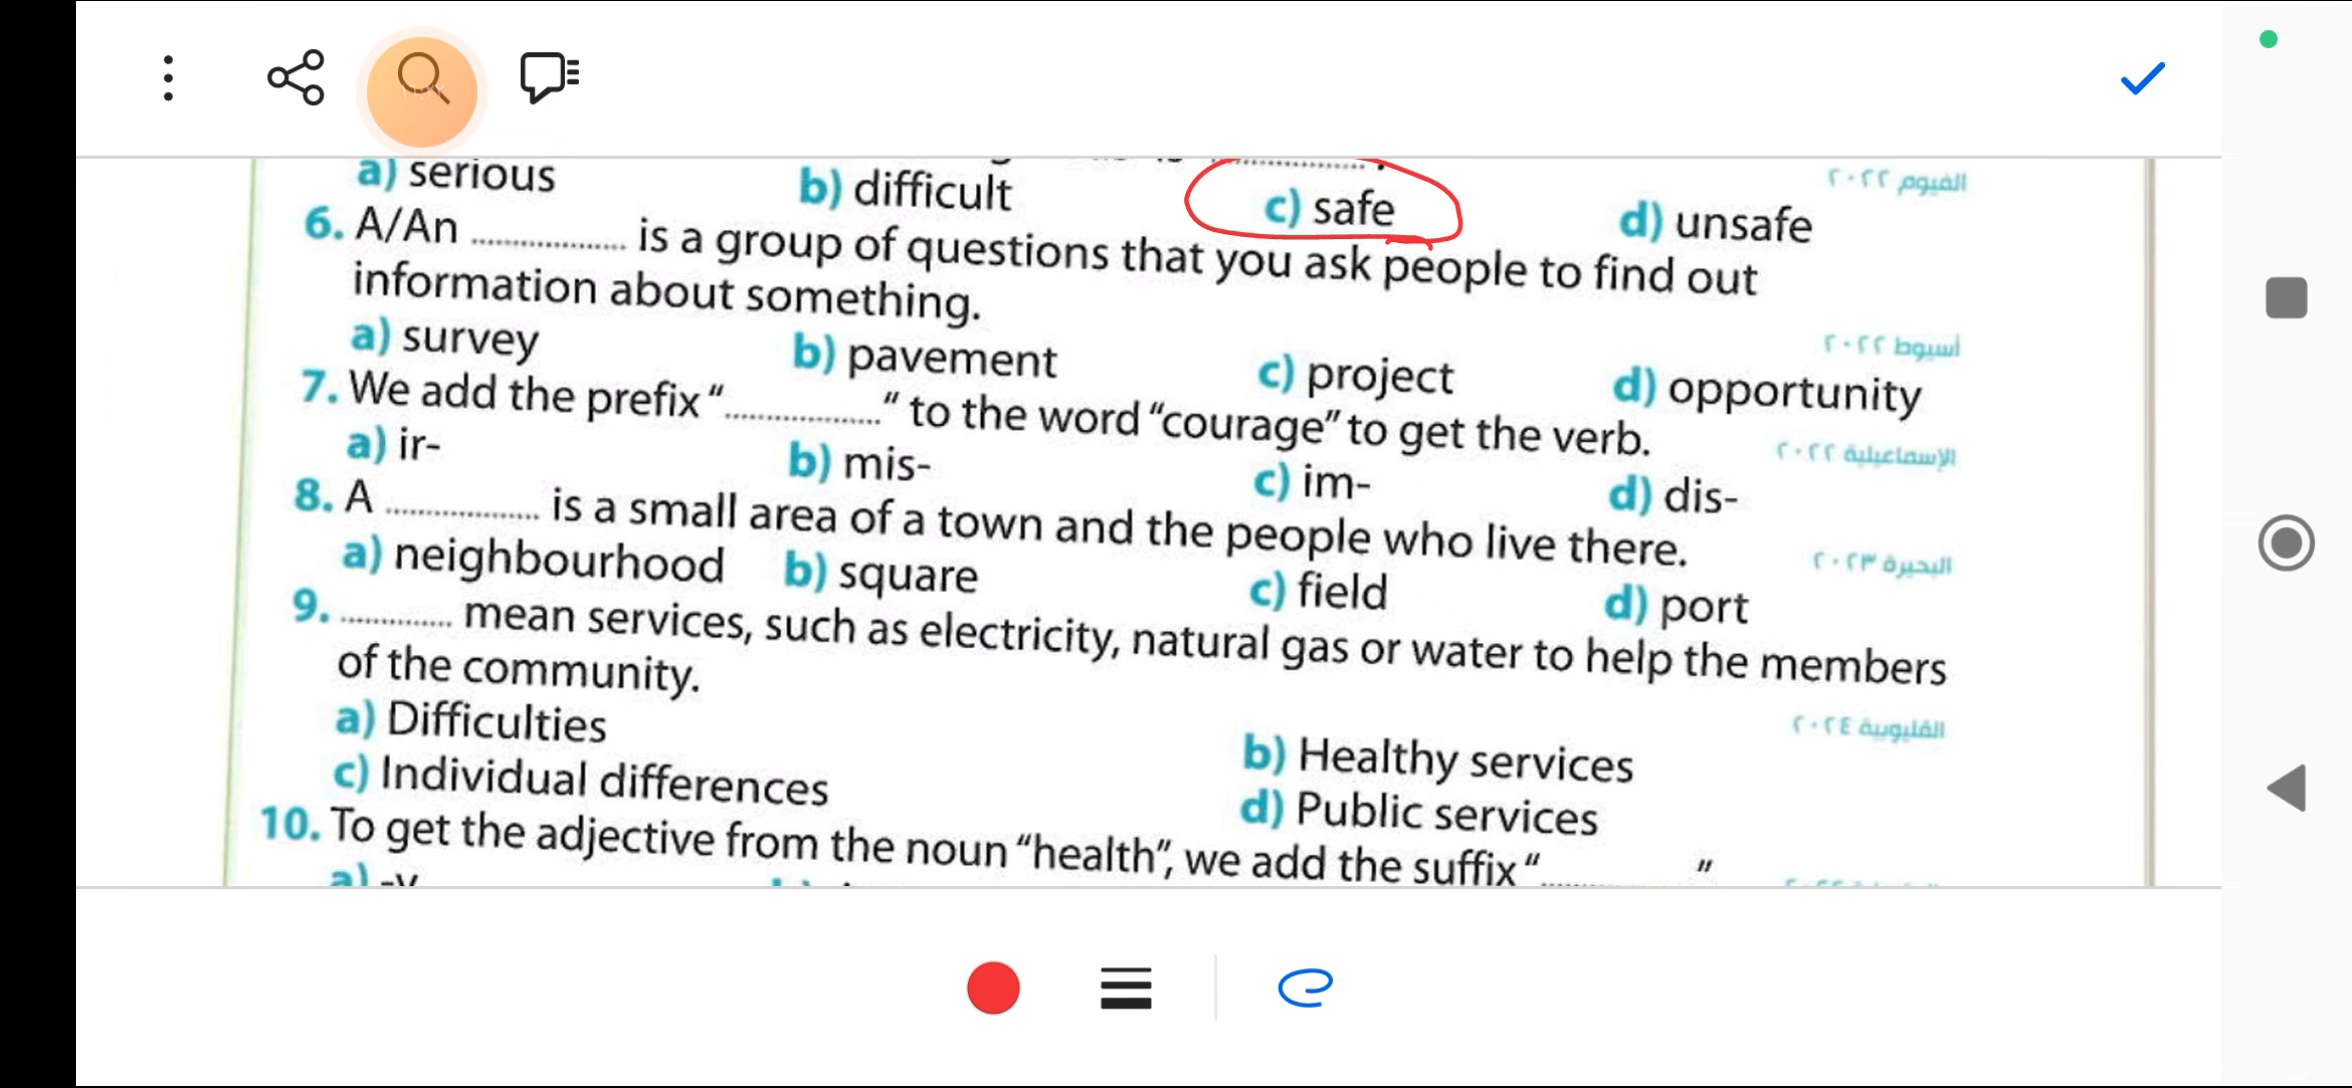 a) serious b) difficult c) safe d) unsafe الفيوم ٢٠٢٢
6. A/An ................. is a group of questions that you ask people to find out
information about something. أسيوط ٢٠٢٢
a) survey b) pavement c) project d) opportunity
7. We add the prefix “.................” to the word “courage” to get the verb. الإسماعيلية ٢٠٢٢
a) ir- b) mis- c) im- d) dis-
8. A ................. is a small area of a town and the people who live there. البحيرة ٢٠٢٣
a) neighbourhood b) square c) field d) port
9. ............. mean services, such as electricity, natural gas or water to help the members
of the community. القليوبية ٢٠٢٤
a) Difficulties b) Healthy services
c) Individual differences d) Public services
10. To get the adjective from the noun “health”, we add the suffix “.............”
a) -y